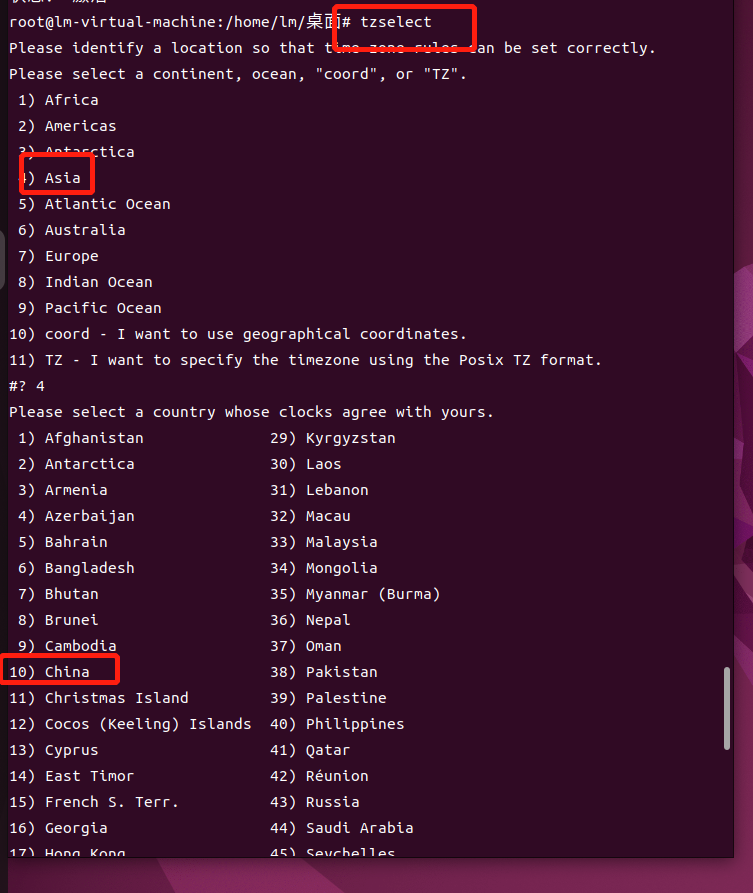 root@lm-virtual-machine:/home/lm/桌面# tzselect
Please identify a location so that time zone rules can be set correctly.
Please select a continent, ocean, "coord", or "TZ".
1) Africa
2) Americas
3) Antarctica
4) Asia
5) Atlantic Ocean
6) Australia
7) Europe
8) Indian Ocean
9) Pacific Ocean
10) coord - I want to use geographical coordinates.
11) TZ - I want to specify the timezone using the Posix TZ format.
#? 4
Please select a country whose clocks agree with yours.
1) Afghanistan 29) Kyrgyzstan
2) Antarctica 30) Laos
3) Armenia 31) Lebanon
4) Azerbaijan 32) Macau
5) Bahrain 33) Malaysia
6) Bangladesh 34) Mongolia
7) Bhutan 35) Myanmar (Burma)
8) Brunei 36) Nepal
9) Cambodia 37) Oman
10) China 38) Pakistan
11) Christmas Island 39) Palestine
12) Cocos (Keeling) Islands 40) Philippines
13) Cyprus 41) Qatar
14) East Timor 42) Réunion
15) French S. Terr. 43) Russia
16) Georgia 44) Saudi Arabia
17) Hong Kong 45) Seychelles